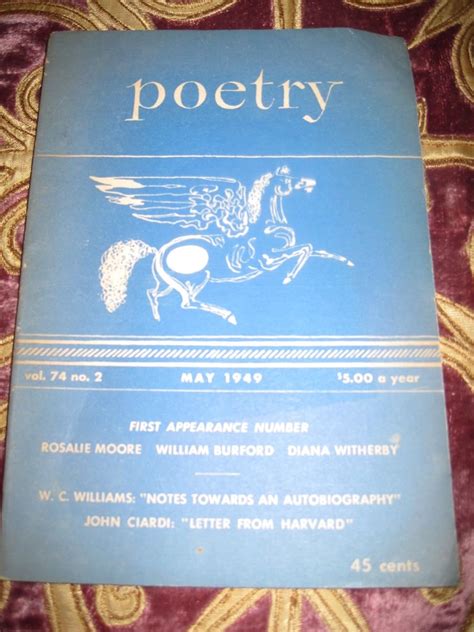 poetry
vol. 74 no. 2 MAY 1949 $5.00 a year
FIRST APPEARANCE NUMBER
ROSALIE MOORE WILLIAM BURFORD DIANA WITHERBY
W. C. WILLIAMS: "NOTES TOWARDS AN AUTOBIOGRAPHY"
JOHN CIARDI: "LETTER FROM HARVARD"
45 cents